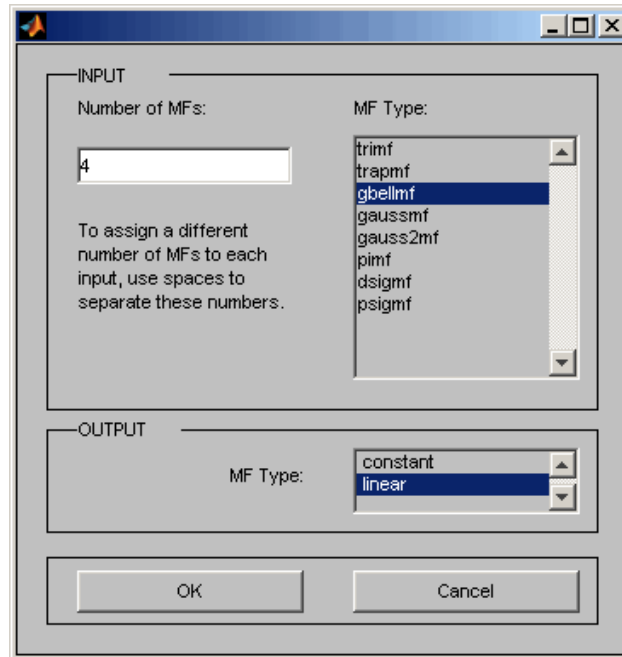 INPUT
Number of MFs:
4
To assign a different
number of MFs to each
input, use spaces to
separate these numbers.
MF Type:
trimf
trapmf
gbellmf
gaussmf
gauss2mf
pimf
dsigmf
psigmf
OUTPUT
MF Type:
constant
linear
OK
Cancel